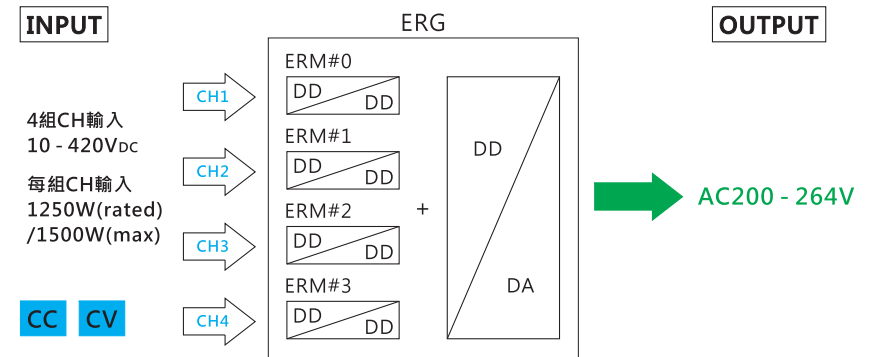 INPUT
ERG
OUTPUT
4組CH輸入
10 - 420VDC
每組CH輸入
1250W(rated)
/1500W(max)
CC
CV
CH1
CH2
CH3
CH4
ERM#0
DD
DD
ERM#1
DD
DD
ERM#2
DD
DD
ERM#3
DD
DD
+
DD
DA
AC200 - 264V